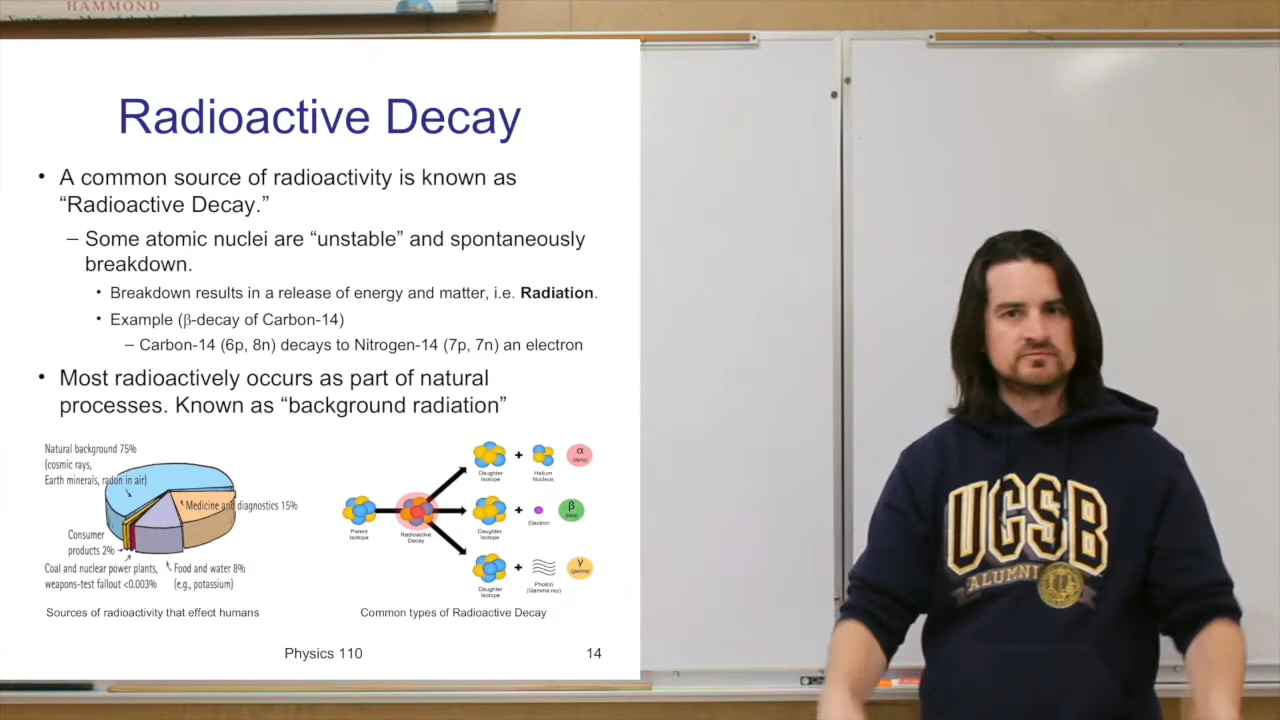 HAMMOND
Radioactive Decay
• A common source of radioactivity is known as
“Radioactive Decay.”
– Some atomic nuclei are “unstable” and spontaneously
breakdown.
• Breakdown results in a release of energy and matter, i.e. Radiation.
• Example (β-decay of Carbon-14)
– Carbon-14 (6p, 8n) decays to Nitrogen-14 (7p, 7n) an electron
• Most radioactively occurs as part of natural
processes. Known as “background radiation”
Natural background 75%
(cosmic rays,
Earth minerals, radon in air)
Medicine and diagnostics 15%
Consumer
products 2%
Coal and nuclear power plants,
weapons-test fallout <0.003%
Food and water 8%
(e.g., potassium)
Sources of radioactivity that effect humans
Parent
Isotope
Radioactive
Decay
Daughter
Isotope
+
Helium
Nucleus
α
(alpha)
Daughter
Isotope
+
Electron
β
(beta)
Daughter
Isotope
+
Photon
(Gamma ray)
γ
(gamma)
Common types of Radioactive Decay
Physics 110
14
UCSB
ALUMNI